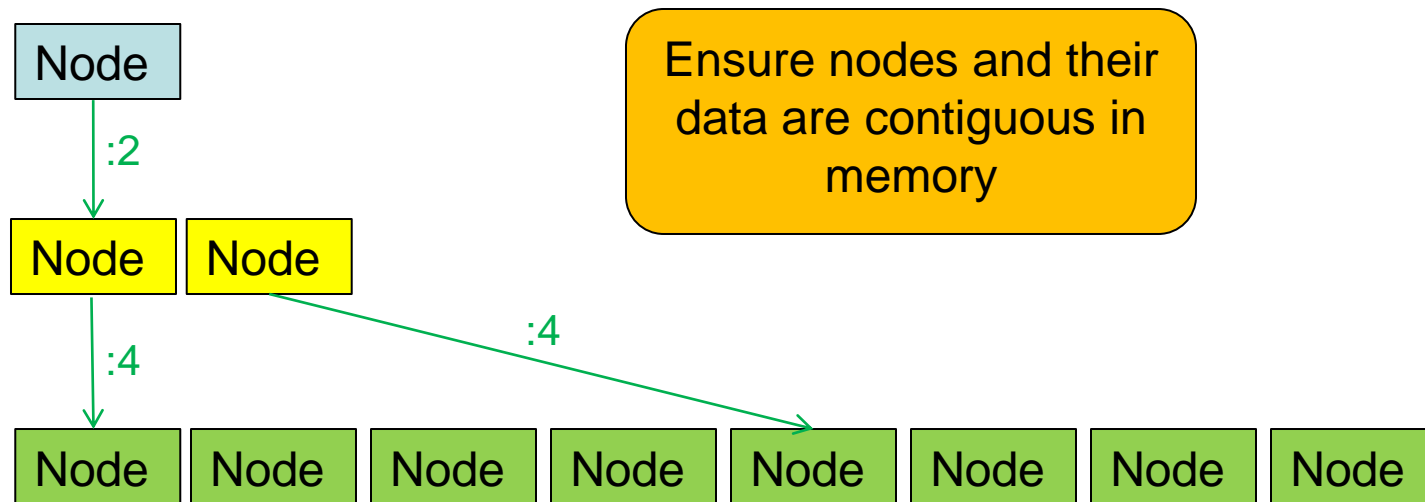 Node
Ensure nodes and their
data are contiguous in
memory
:2
Node Node
:4
:4
Node Node Node Node Node Node Node Node